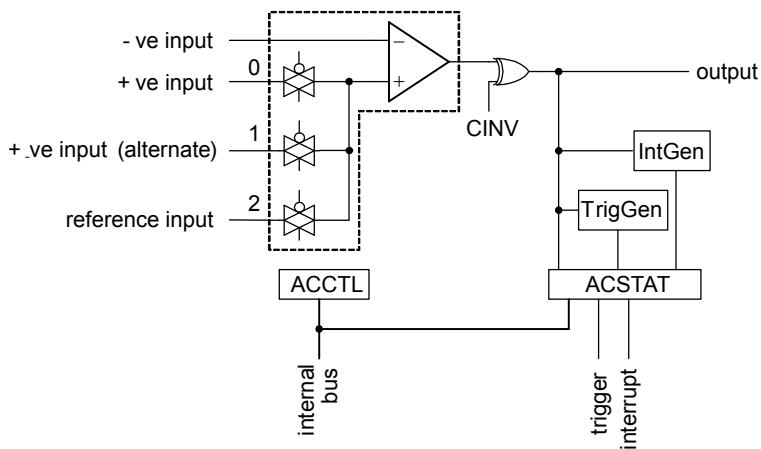 - ve input
+ ve input
0
+ ve input (alternate)
1
reference input
2
−
+
CINV
output
IntGen
TrigGen
ACCTL
ACSTAT
internal
bus
trigger
interrupt